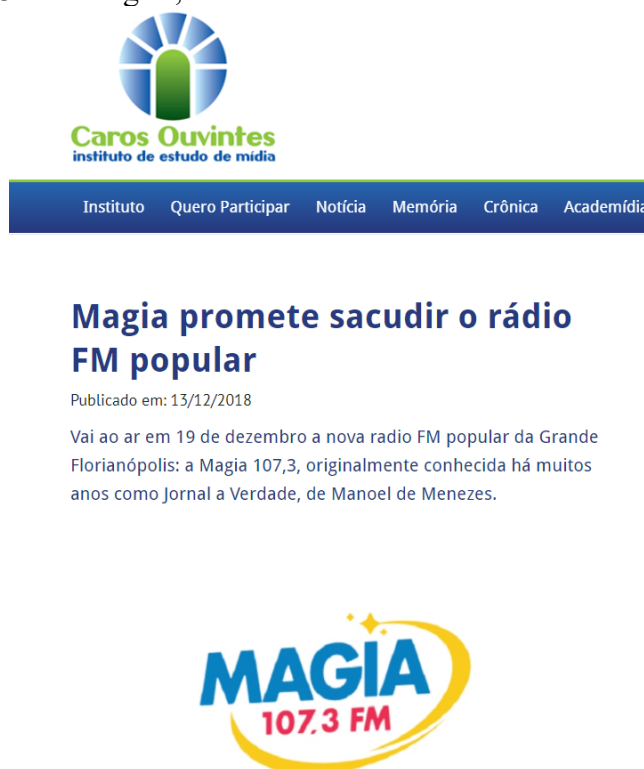 Caros Ouvintes
instituto de estudo de mídia
Instituto Quero Participar Notícia Memória Crônica Academídia
Magia promete sacudir o rádio
FM popular
Publicado em: 13/12/2018
Vai ao ar em 19 de dezembro a nova radio FM popular da Grande
Florianópolis: a Magia 107,3, originalmente conhecida há muitos
anos como Jornal a Verdade, de Manoel de Menezes.
MAGIA
107,3 FM